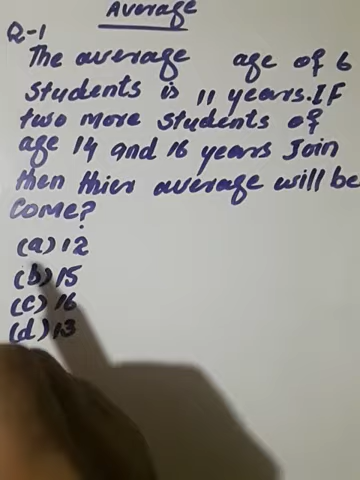 Average
Q-1
The average age of 6
students is 11 years. IF
two more students of
age 14 and 16 years Join
then thier average will be
Come?
(a) 12
(b) 15
(c) 16
(d) 13